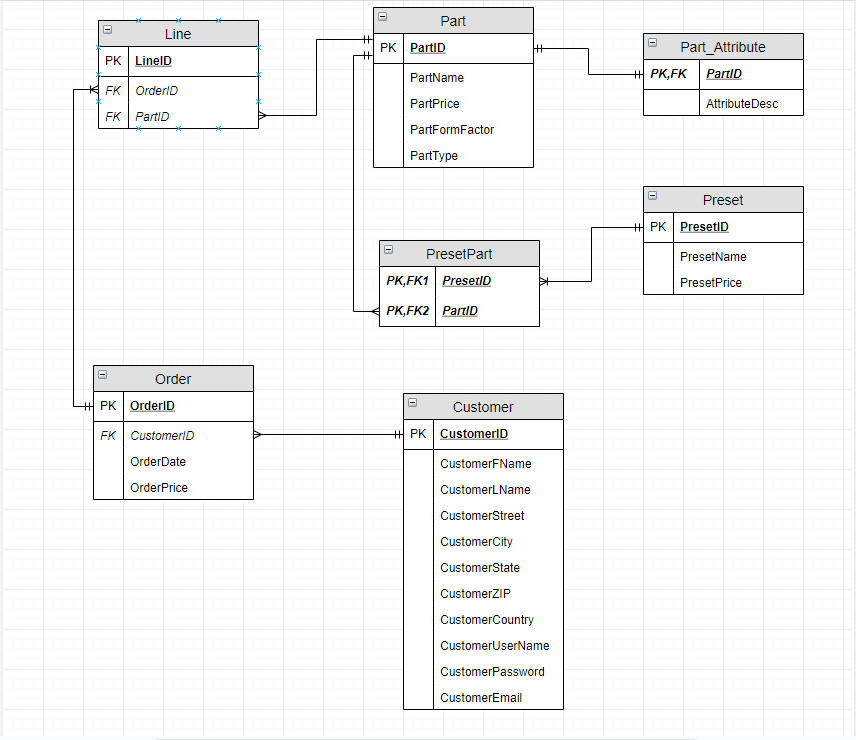 Line
PK LineID
FK OrderID
FK PartID
Part
PK PartID
PartName
PartPrice
PartFormFactor
PartType
Part_Attribute
PK,FK PartID
AttributeDesc
Preset
PK PresetID
PresetName
PresetPrice
PresetPart
PK,FK1 PresetID
PK,FK2 PartID
Order
PK OrderID
FK CustomerID
OrderDate
OrderPrice
Customer
PK CustomerID
CustomerFName
CustomerLName
CustomerStreet
CustomerCity
CustomerState
CustomerZIP
CustomerCountry
CustomerUserName
CustomerPassword
CustomerEmail